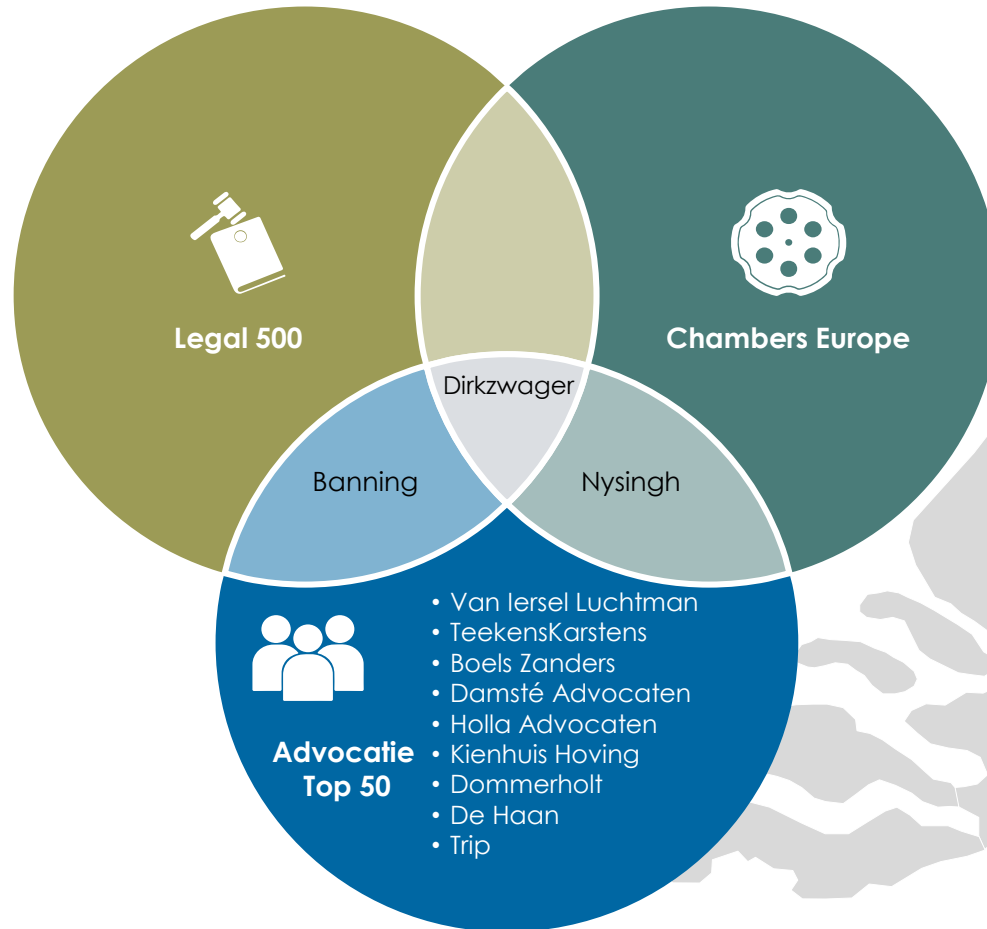 Legal 500
Chambers Europe
Dirkzwager
Banning
Nysingh
• Van Iersel Luchtman
• TeekensKarstens
• Boels Zanders
• Damsté Advocaten
• Holla Advocaten
• Kienhuis Hoving
• Dommerholt
• De Haan
• Trip
Advocatie
Top 50